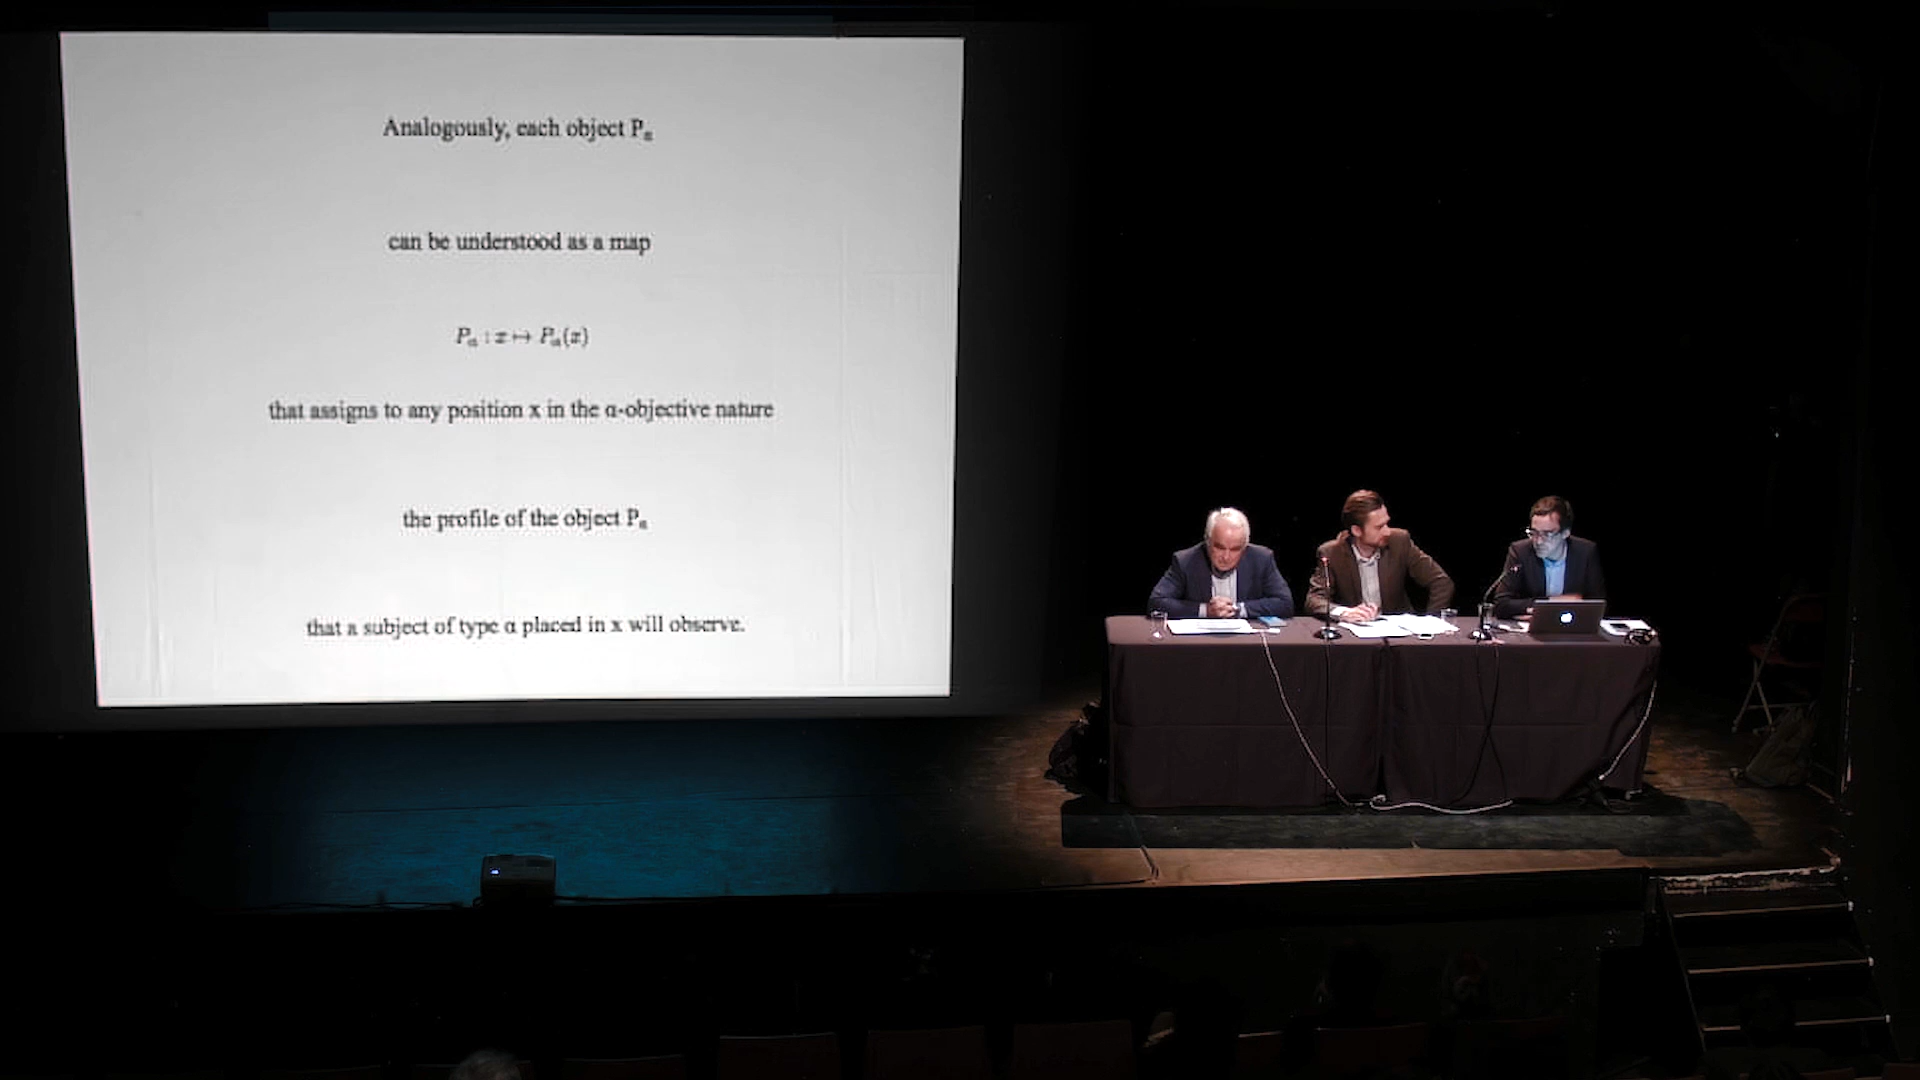 Analogously, each object Pα
can be understood as a map
Pα : x ↦ Pα(x)
that assigns to any position x in the α-objective nature
the profile of the object Pα
that a subject of type α placed in x will observe.